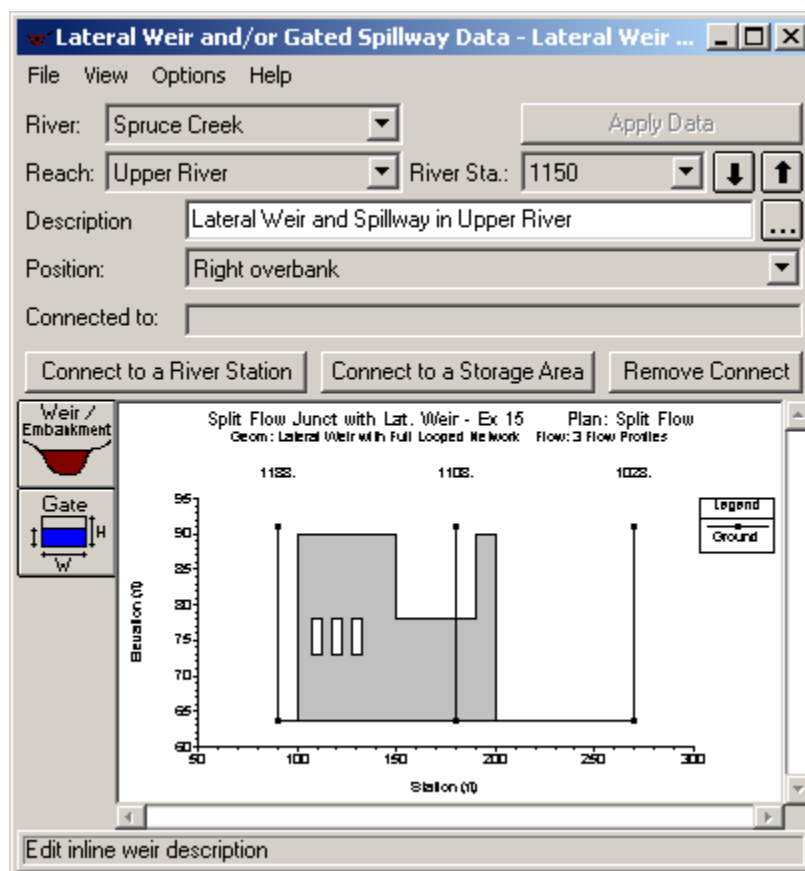 Lateral Weir and/or Gated Spillway Data - Lateral Weir ...
File View Options Help
River: Spruce Creek Apply Data
Reach: Upper River River Sta.: 1150
Description Lateral Weir and Spillway in Upper River ...
Position: Right overbank
Connected to:
Connect to a River Station Connect to a Storage Area Remove Connect
Weir /
Embankment
Gate
H
W
Split Flow Junct with Lat. Weir - Ex 15 Plan: Split Flow
Geom: Lateral Weir with Full Looped Network Flow: 3 Flow Profiles
1188. 1108. 1028.
95
90
85
80
75
70
65
60
Elevation (ft)
Legend
Ground
50 100 150 200 250 300
Station (ft)
Edit inline weir description